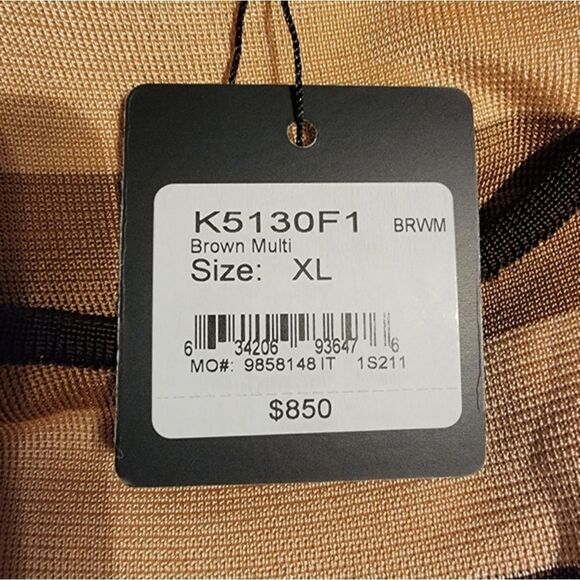 K5130F1 BRWM
Brown Multi
Size: XL
6 34206 93647 6
MO#: 9858148 IT 1S211
$850